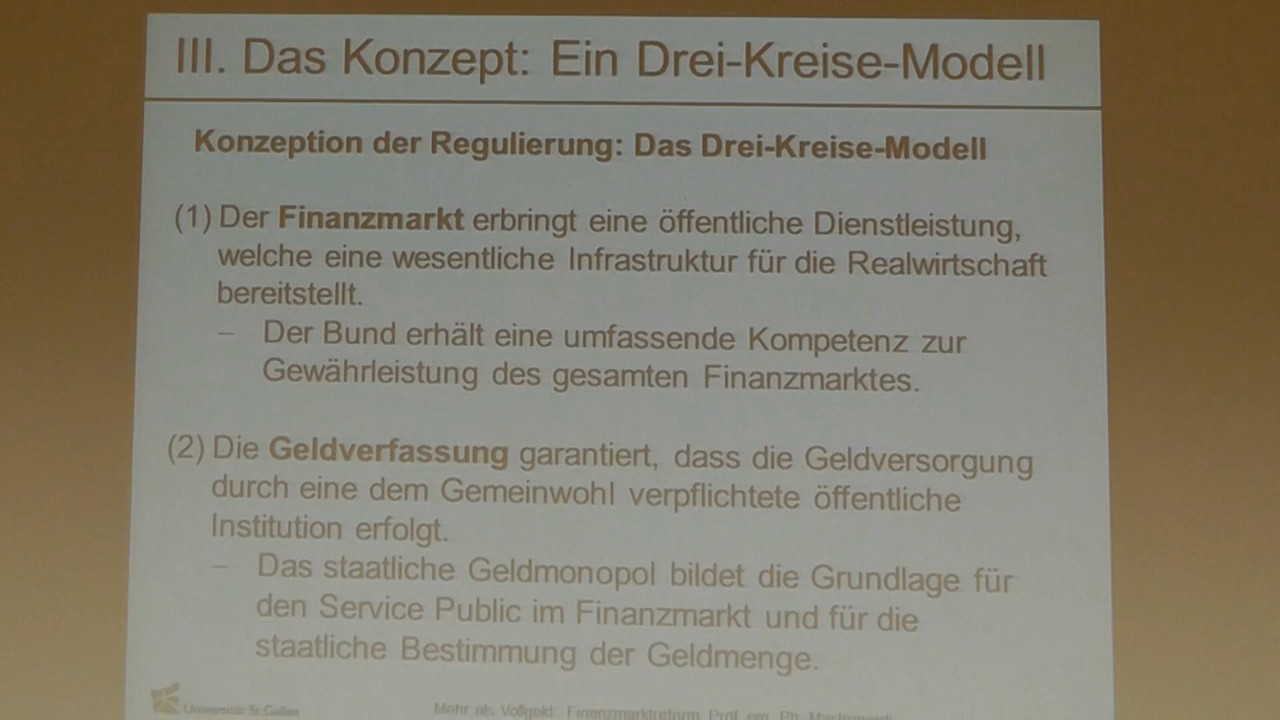 III. Das Konzept: Ein Drei-Kreise-Modell
Konzeption der Regulierung: Das Drei-Kreise-Modell
(1) Der Finanzmarkt erbringt eine öffentliche Dienstleistung,
welche eine wesentliche Infrastruktur für die Realwirtschaft
bereitstellt.
– Der Bund erhält eine umfassende Kompetenz zur
Gewährleistung des gesamten Finanzmarktes.
(2) Die Geldverfassung garantiert, dass die Geldversorgung
durch eine dem Gemeinwohl verpflichtete öffentliche
Institution erfolgt.
– Das staatliche Geldmonopol bildet die Grundlage für
den Service Public im Finanzmarkt und für die
staatliche Bestimmung der Geldmenge.
Universität St.Gallen
Mehr als Vollgeld: Finanzmarktreform Prof. em. Ph.